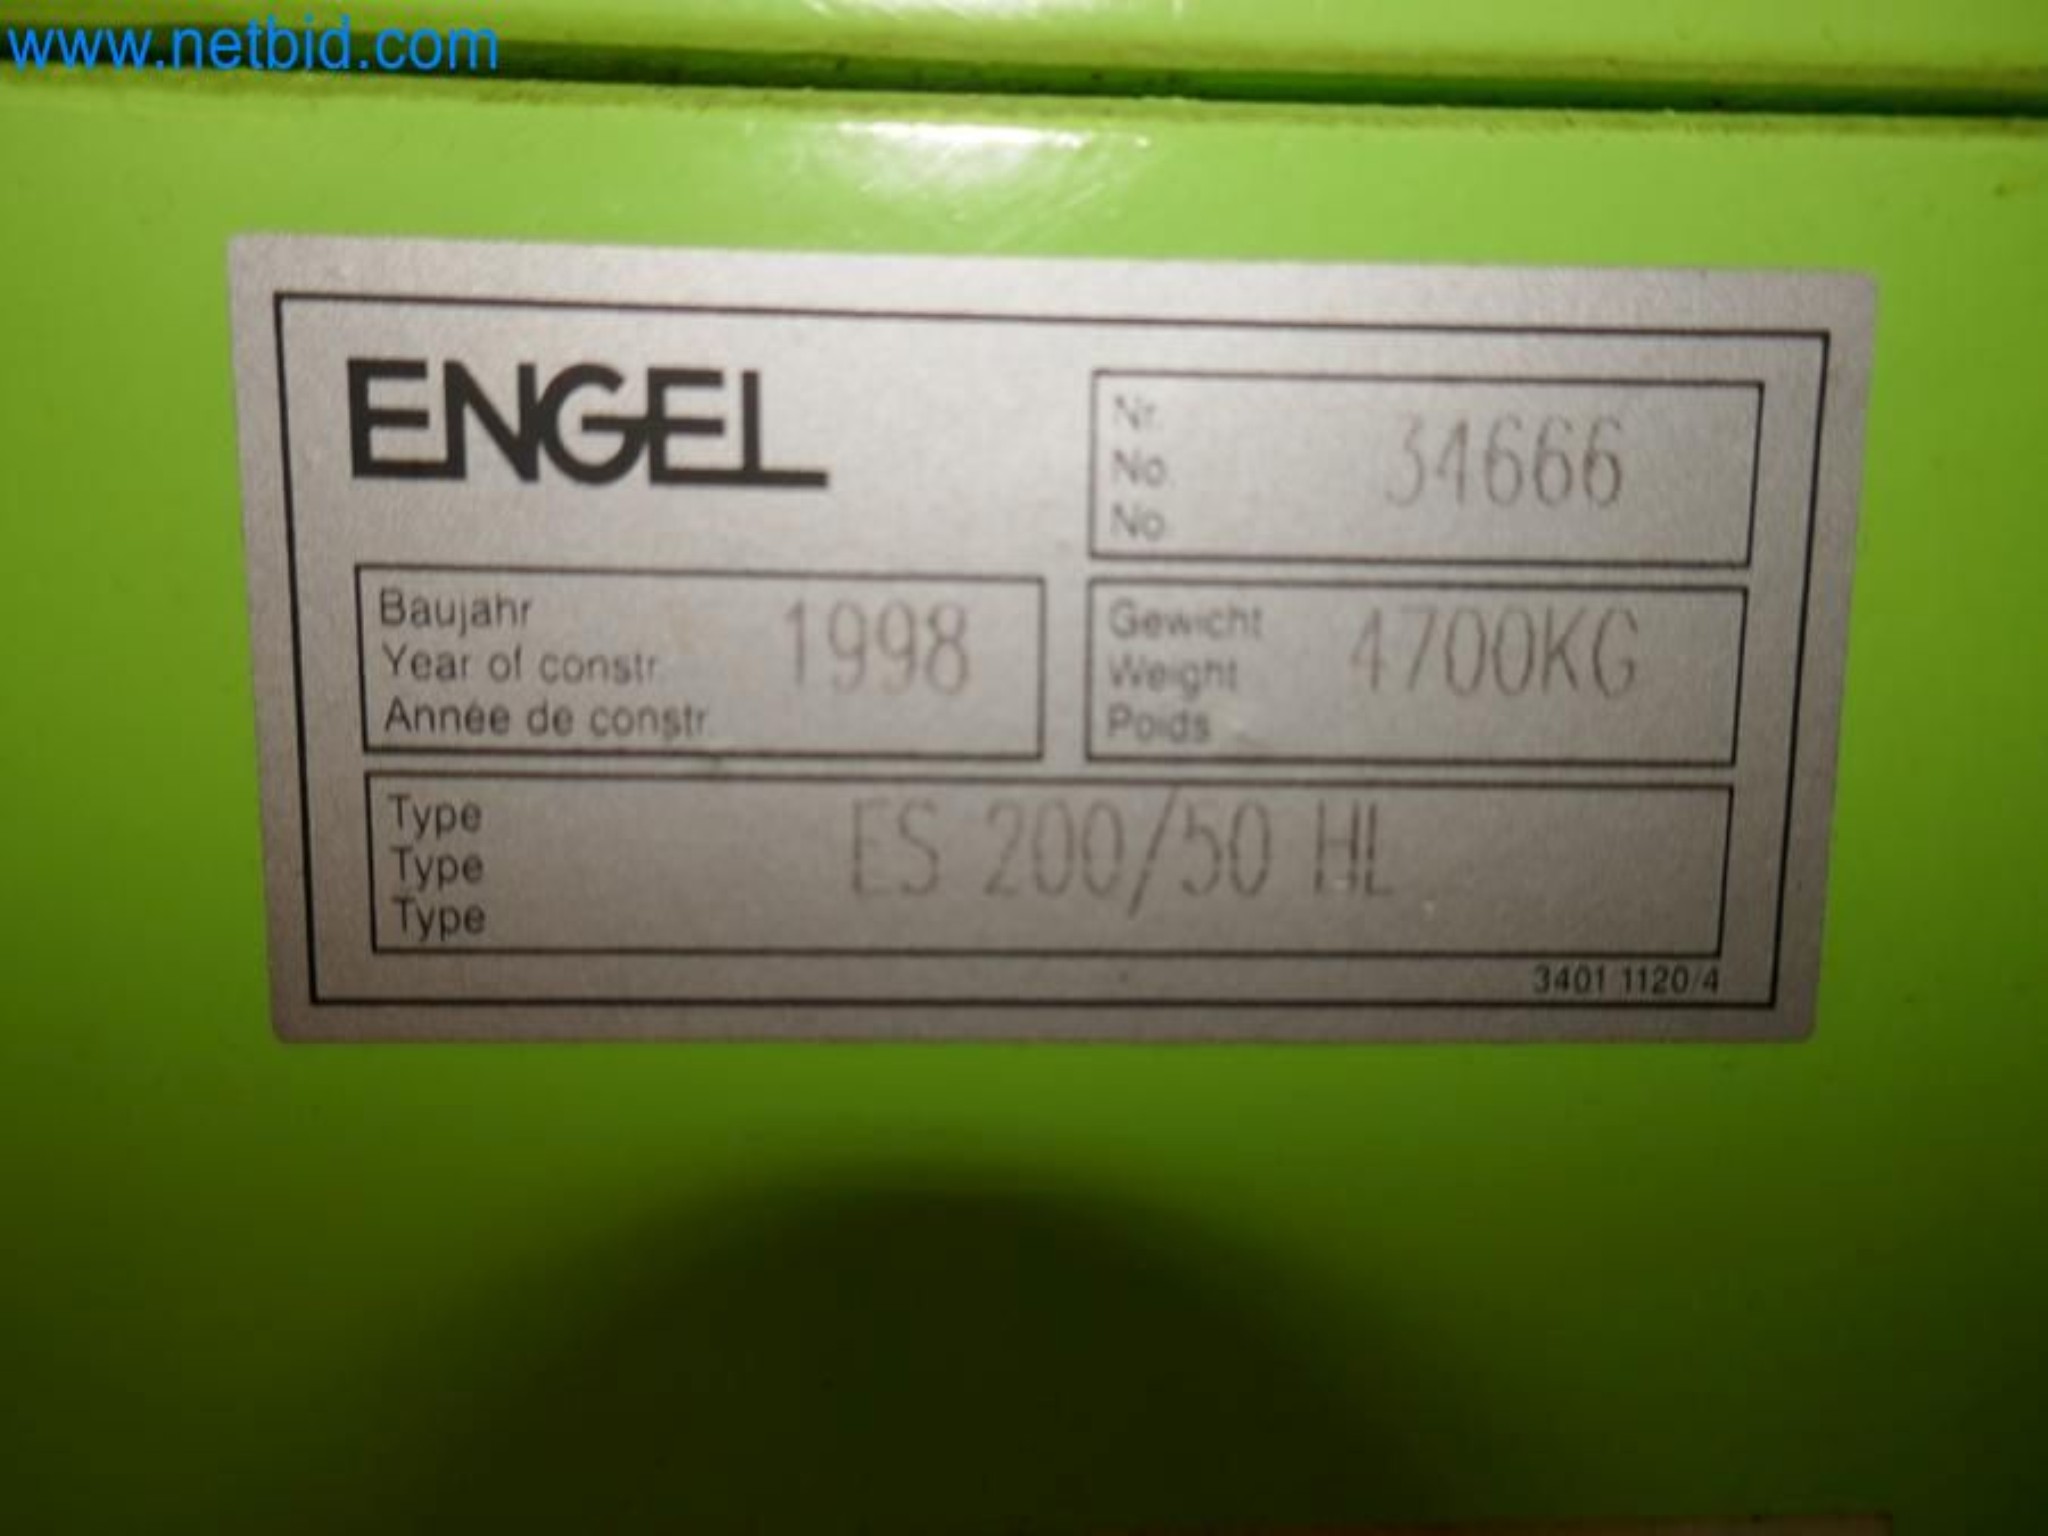 www.netbid.com
ENGEL
Nr.
No.
No.
34666
Baujahr
Year of constr.
Année de constr.
1998
Gewicht
Weight
Poids
4700KG
Type
Type
Type
ES 200/50 HL
3401 1120/4